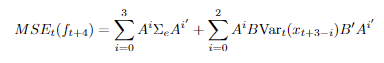 $MSE_t(f_{t+4}) = \sum_{i=0}^{3} A^i \Sigma_e A^{i'} + \sum_{i=0}^{2} A^i B \mathrm{Var}_t(x_{t+3-i}) B' A^{i'}$